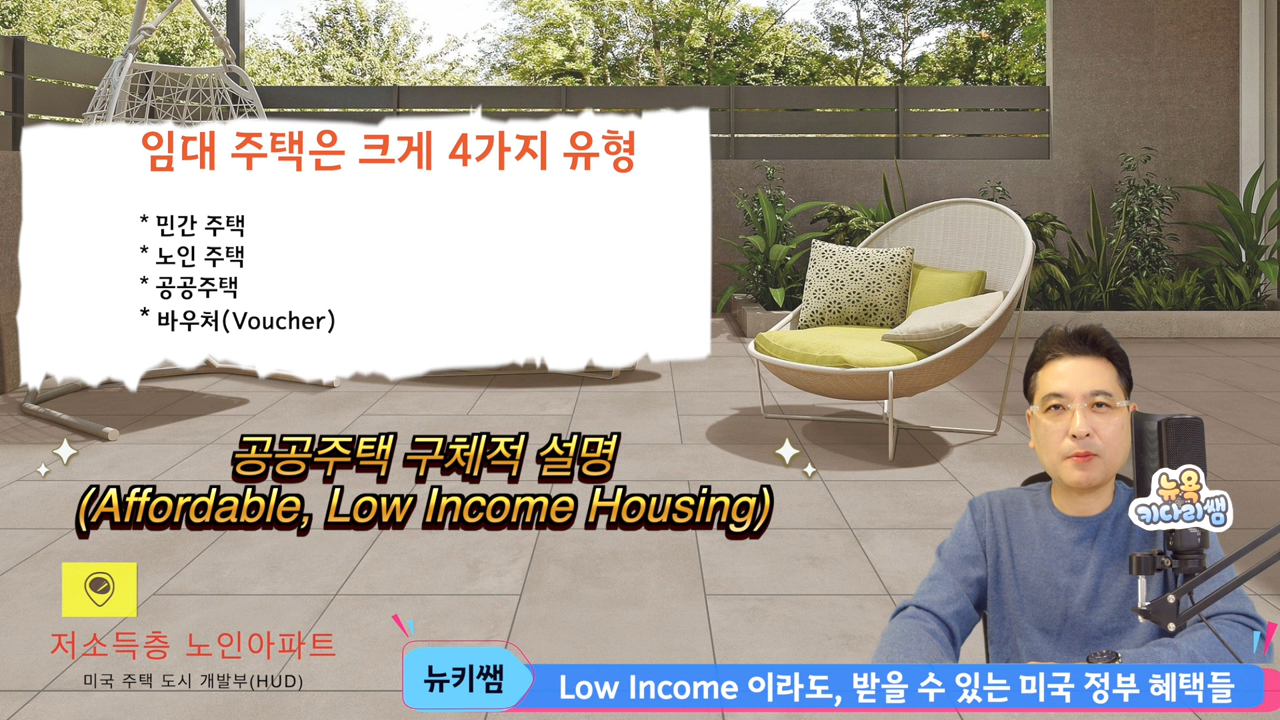 임대 주택은 크게 4가지 유형
* 민간 주택
* 노인 주택
* 공공주택
* 바우처(Voucher)
공공주택 구체적 설명
(Affordable, Low Income Housing)
뉴욕
키다리쌤
저소득층 노인아파트
미국 주택 도시 개발부(HUD)
뉴키쌤
Low Income 이라도, 받을 수 있는 미국 정부 혜택들